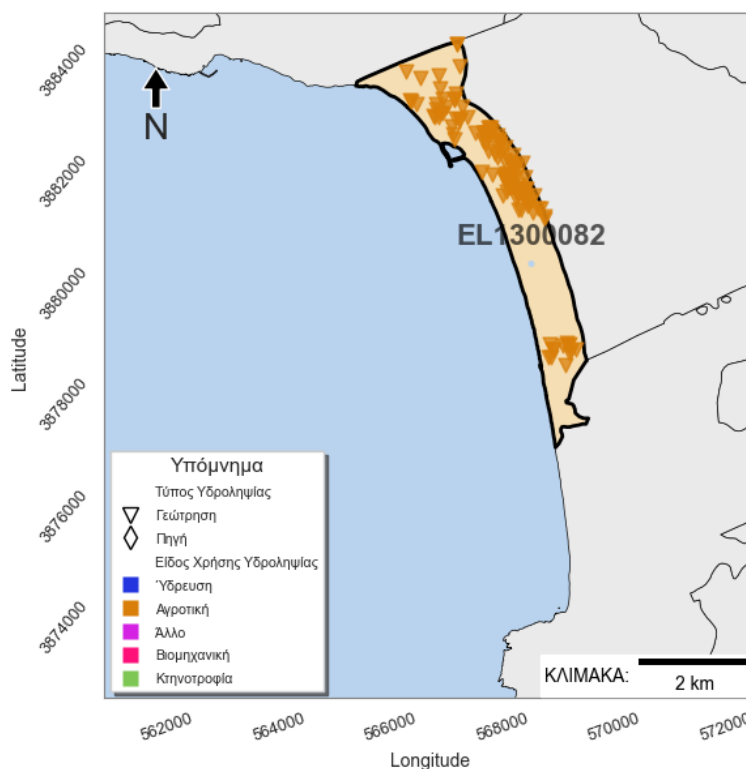 3884000
3882000
3880000
3878000
3876000
3874000
Latitude
N
EL1300082
Υπόμνημα
Τύπος Υδροληψίας
Γεώτρηση
Πηγή
Είδος Χρήσης Υδροληψίας
Ύδρευση
Αγροτική
Άλλο
Βιομηχανική
Κτηνοτροφία
ΚΛΙΜΑΚΑ:
2 km
562000
564000
566000
568000
570000
572000
Longitude